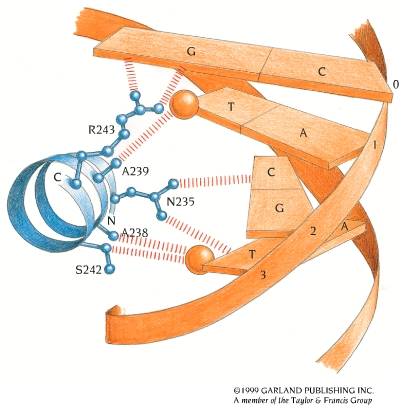 G
C
0
T
R243
A
1
A239
C
C
N235
G
N
A238
2
A
T
S242
3
©1999 GARLAND PUBLISHING INC.
A member of the Taylor & Francis Group